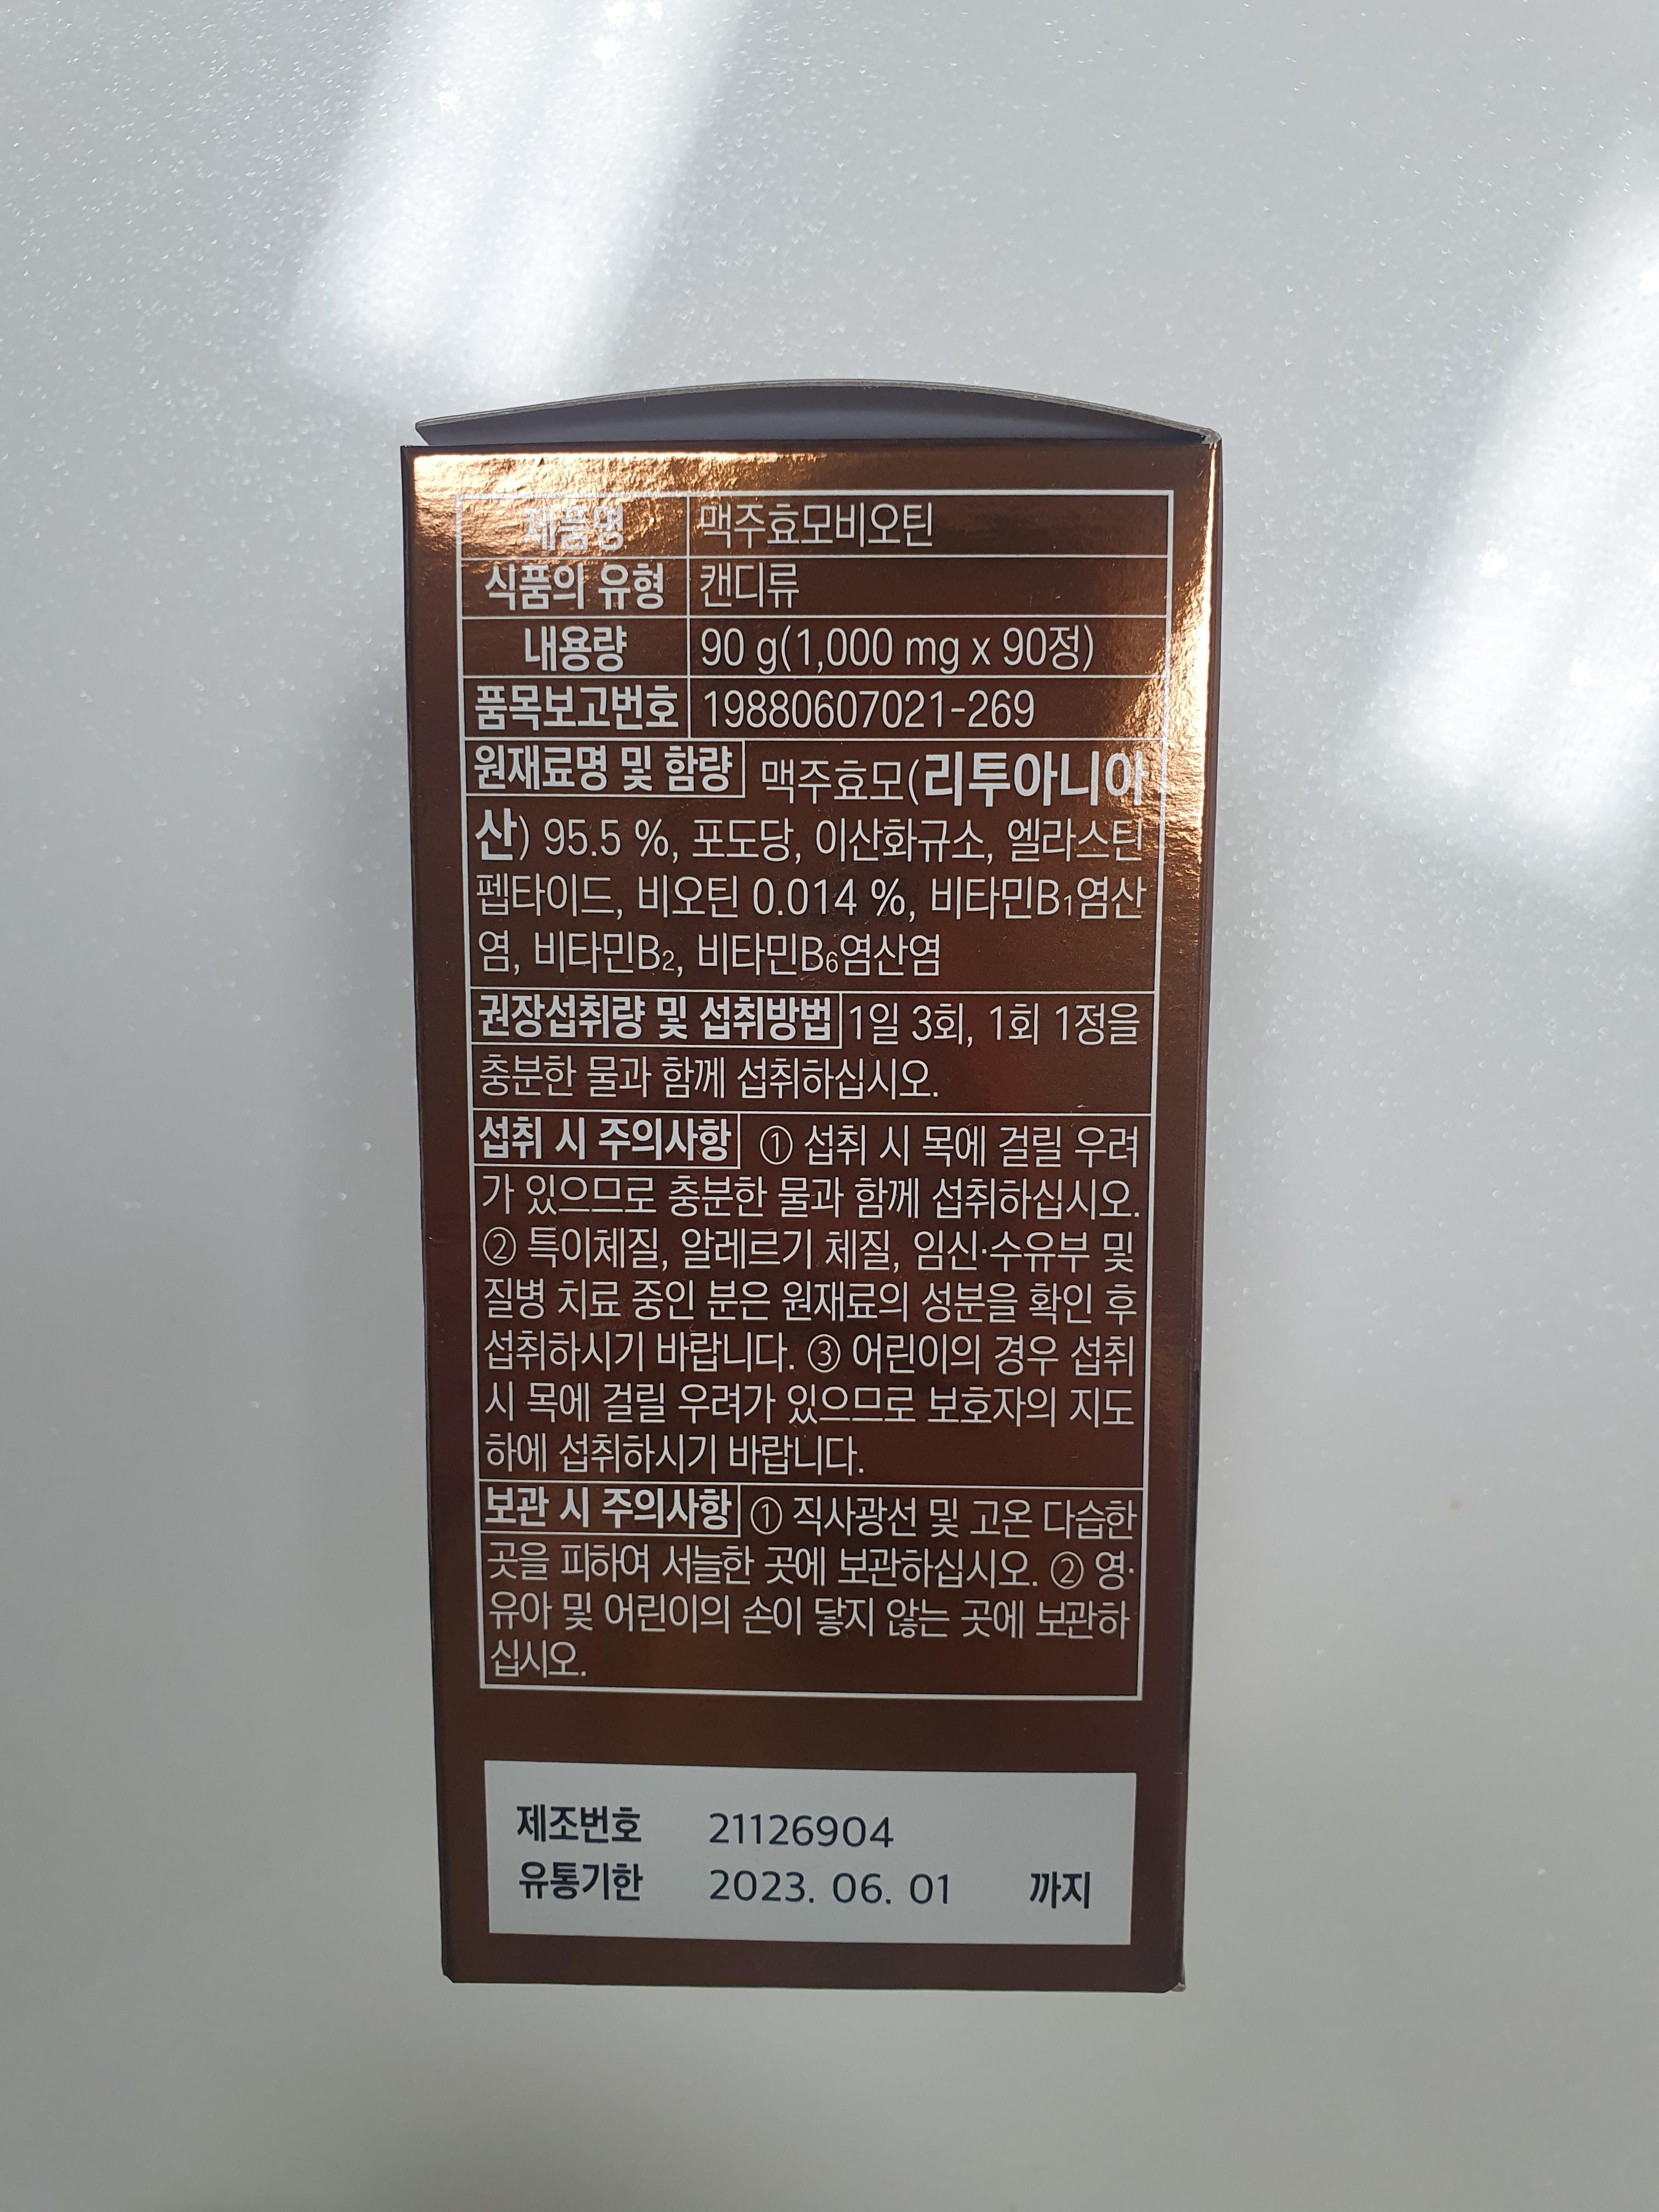 제품명 맥주효모비오틴
식품의 유형 캔디류
내용량 90 g(1,000 mg x 90정)
품목보고번호 19880607021-269
원재료명 및 함량 맥주효모(리투아니아
산) 95.5 %, 포도당, 이산화규소, 엘라스틴
펩타이드, 비오틴 0.014 %, 비타민B₁염산
염, 비타민B₂, 비타민B₆염산염
권장섭취량 및 섭취방법 1일 3회, 1회 1정을
충분한 물과 함께 섭취하십시오.
섭취 시 주의사항 ① 섭취 시 목에 걸릴 우려
가 있으므로 충분한 물과 함께 섭취하십시오.
② 특이체질, 알레르기 체질, 임신·수유부 및
질병 치료 중인 분은 원재료의 성분을 확인 후
섭취하시기 바랍니다. ③ 어린이의 경우 섭취
시 목에 걸릴 우려가 있으므로 보호자의 지도
하에 섭취하시기 바랍니다.
보관 시 주의사항 ① 직사광선 및 고온 다습한
곳을 피하여 서늘한 곳에 보관하십시오. ② 영·
유아 및 어린이의 손이 닿지 않는 곳에 보관하
십시오.
제조번호 21126904
유통기한 2023. 06. 01 까지